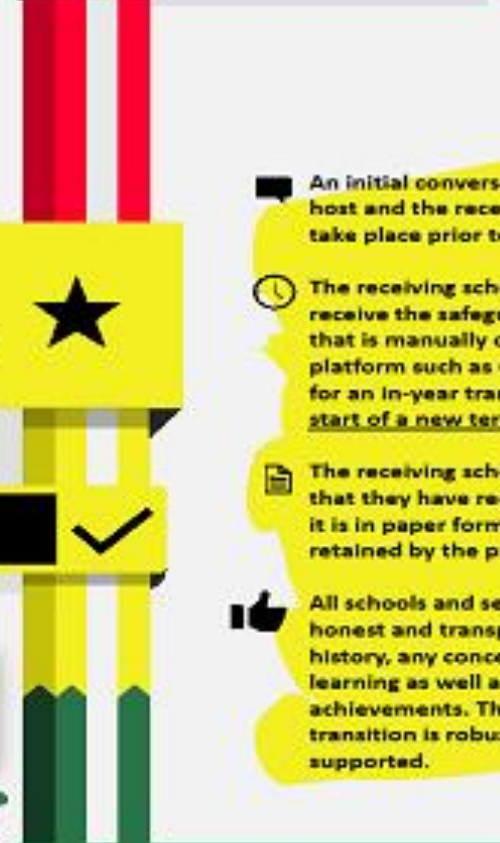 An initial convers
host and the rece
take place prior t
The receiving sch
receive the safeg
that is manually
platform such as
for an in-year tra
start of a new ter
The receiving sch
that they have re
it is in paper form
retained by the p
All schools and se
honest and transp
history, any conce
learning as well a
achievements. Th
transition is robus
supported.